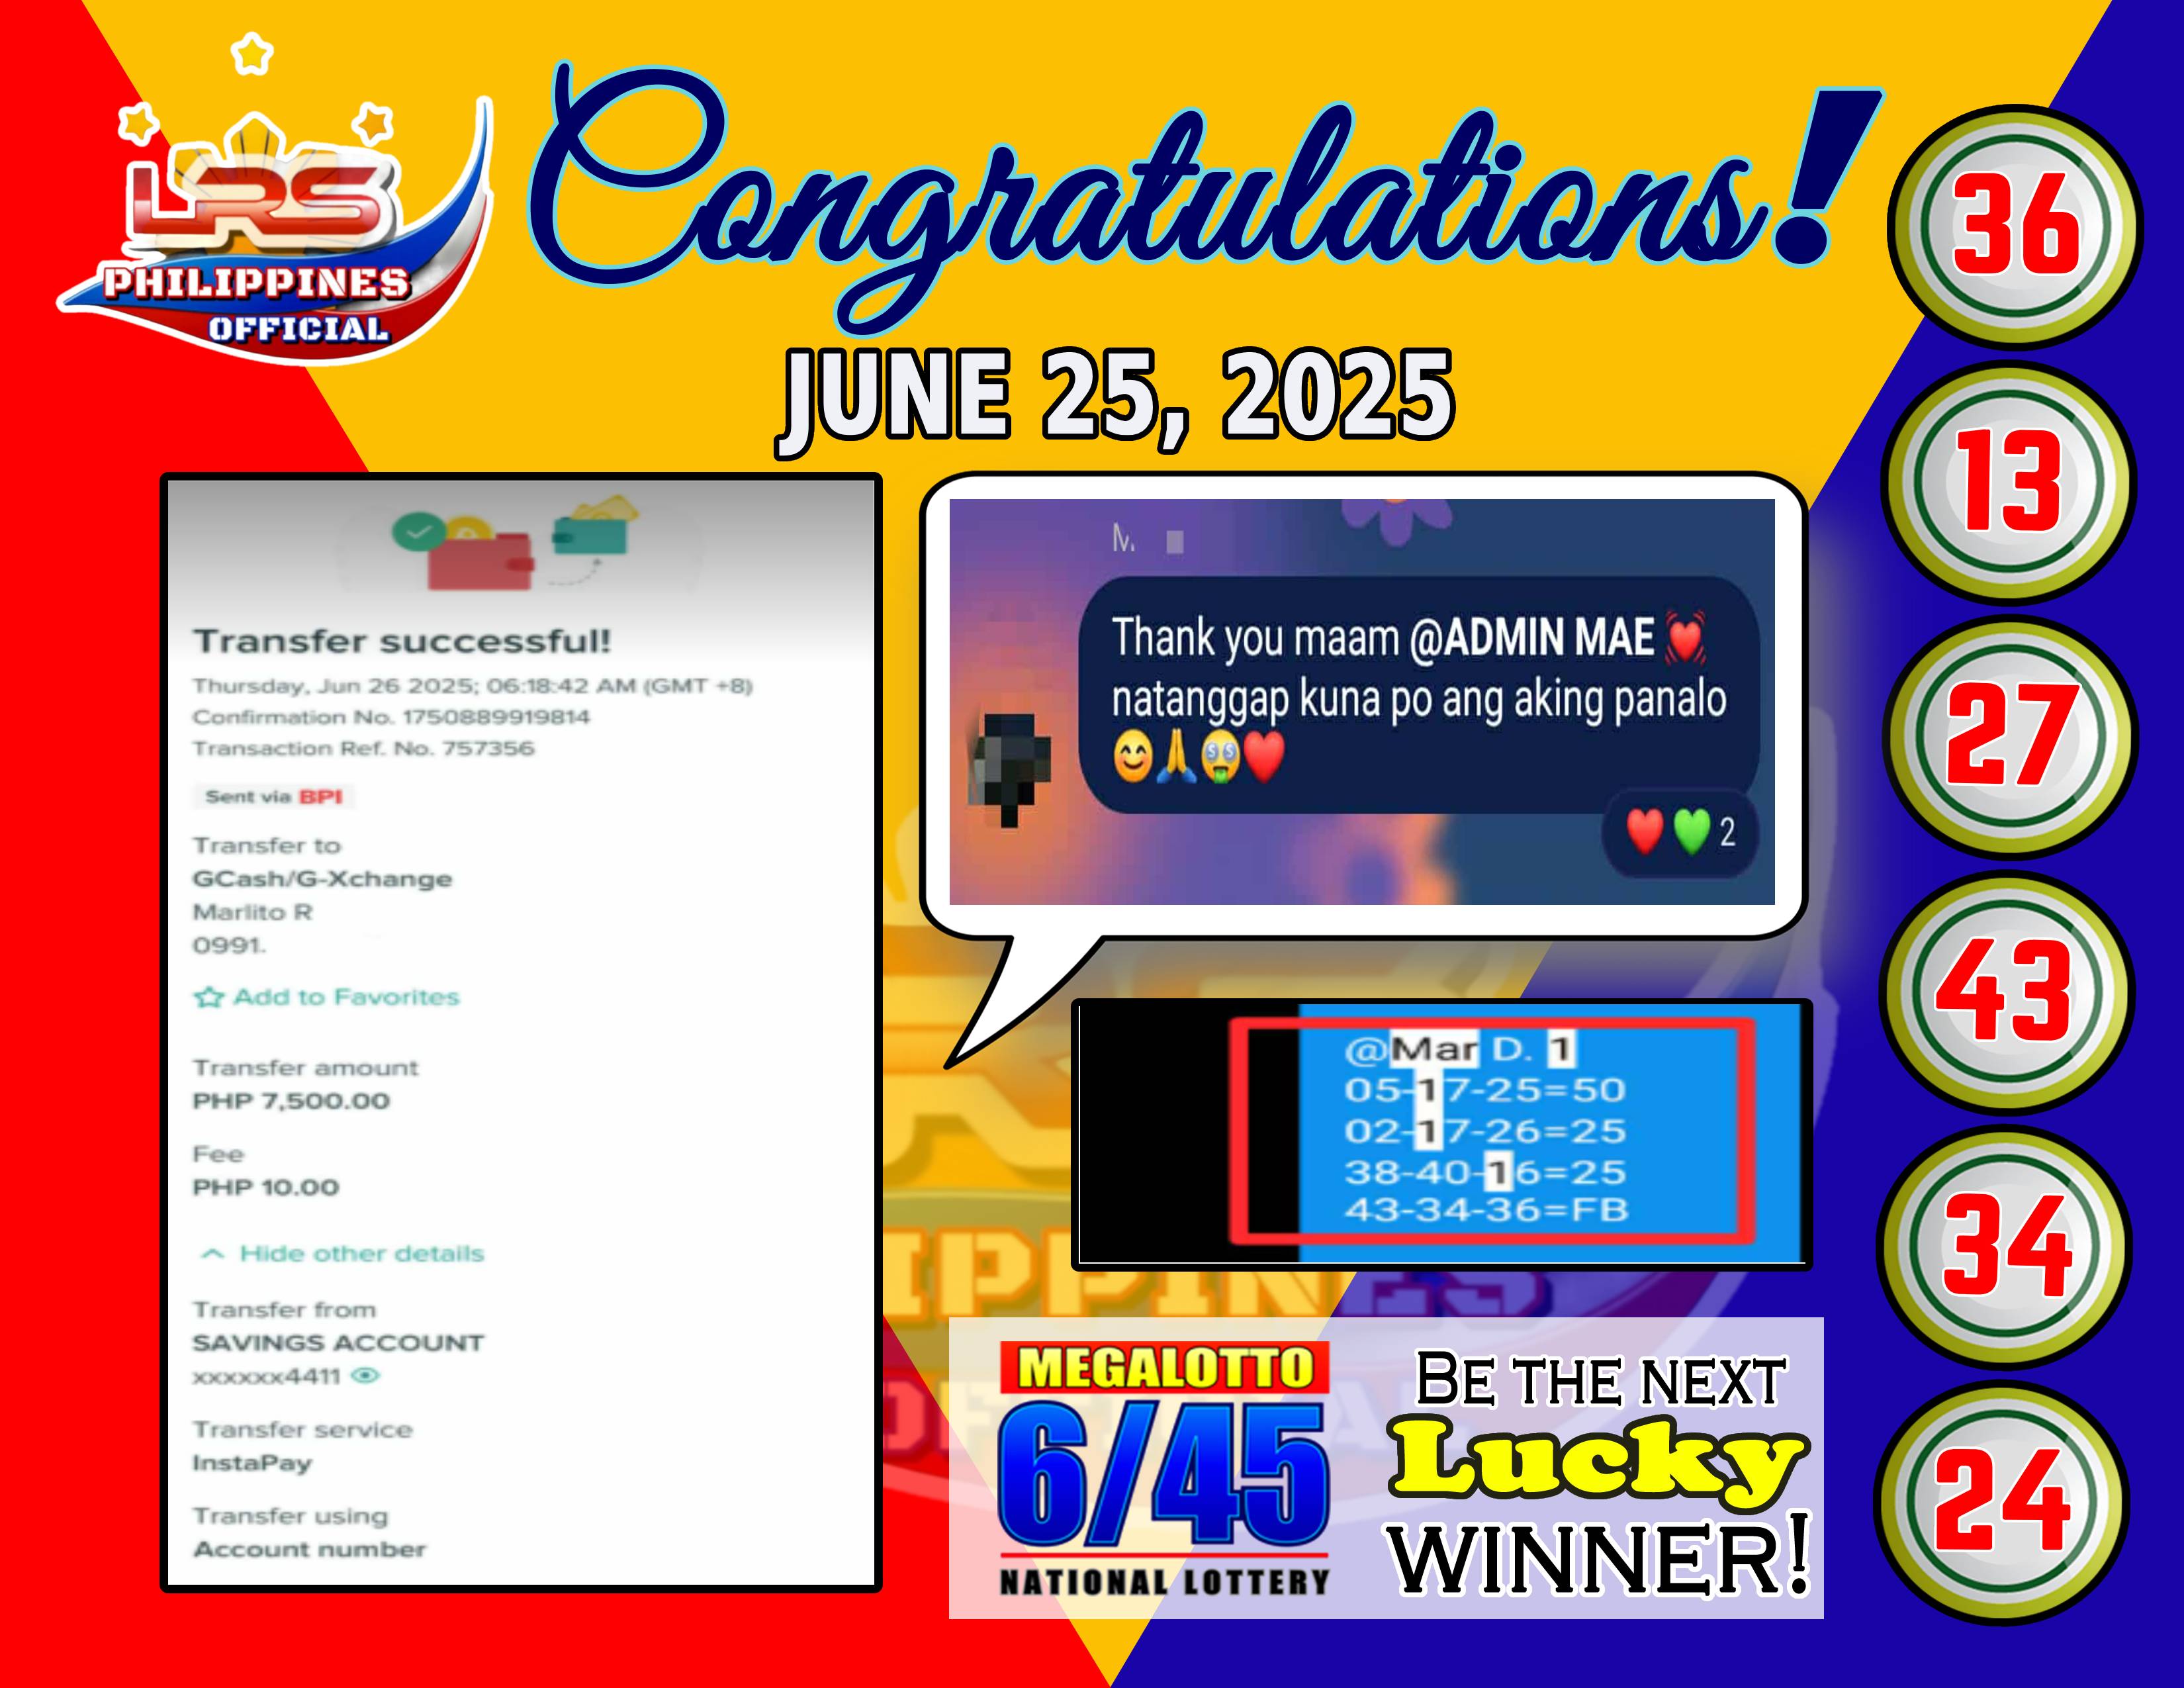 LRS
PHILIPPINES
OFFICIAL
Congratulations!
JUNE 25, 2025
Transfer successful!
Thursday, Jun 26 2025; 06:18:42 AM (GMT +8)
Confirmation No. 1750889919814
Transaction Ref. No. 757356
Sent via BPI
Transfer to
GCash/G-Xchange
Marlito R
0991.
Add to Favorites
Transfer amount
PHP 7,500.00
Fee
PHP 10.00
Hide other details
Transfer from
SAVINGS ACCOUNT
xxxxxx4411
Transfer service
InstaPay
Transfer using
Account number
M.
Thank you maam @ADMIN MAE 💓
natanggap kuna po ang aking panalo
😊🙏🤑❤️
❤️💚 2
@Mar D. 1
05-17-25=50
02-17-26=25
38-40-16=25
43-34-36=FB
MEGALOTTO
6/45
NATIONAL LOTTERY
BE THE NEXT
Lucky
WINNER!
36
13
27
43
34
24